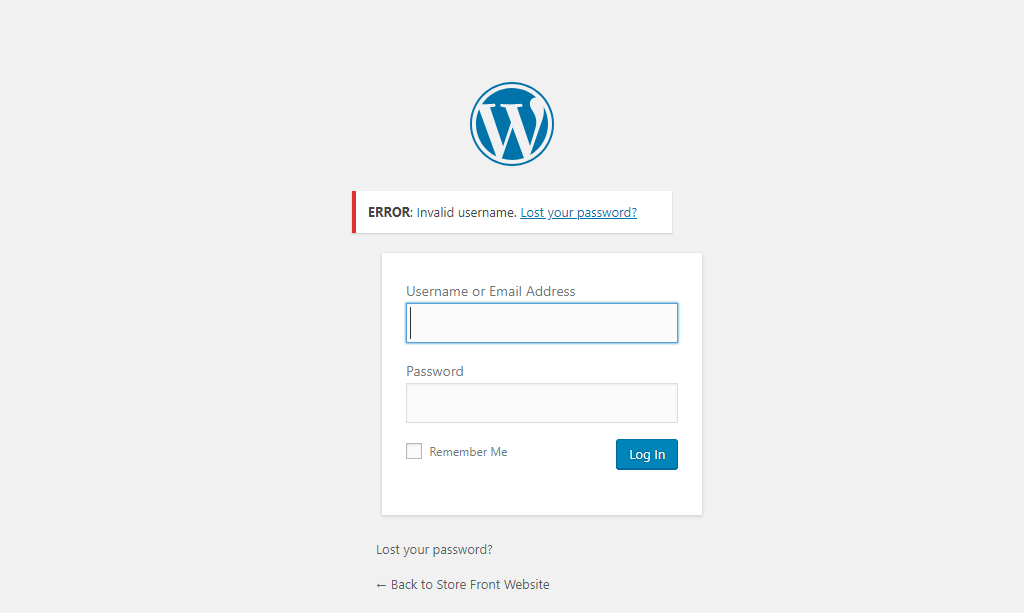 ERROR: Invalid username. Lost your password?
Username or Email Address
Password
Remember Me
Log In
Lost your password?
← Back to Store Front Website